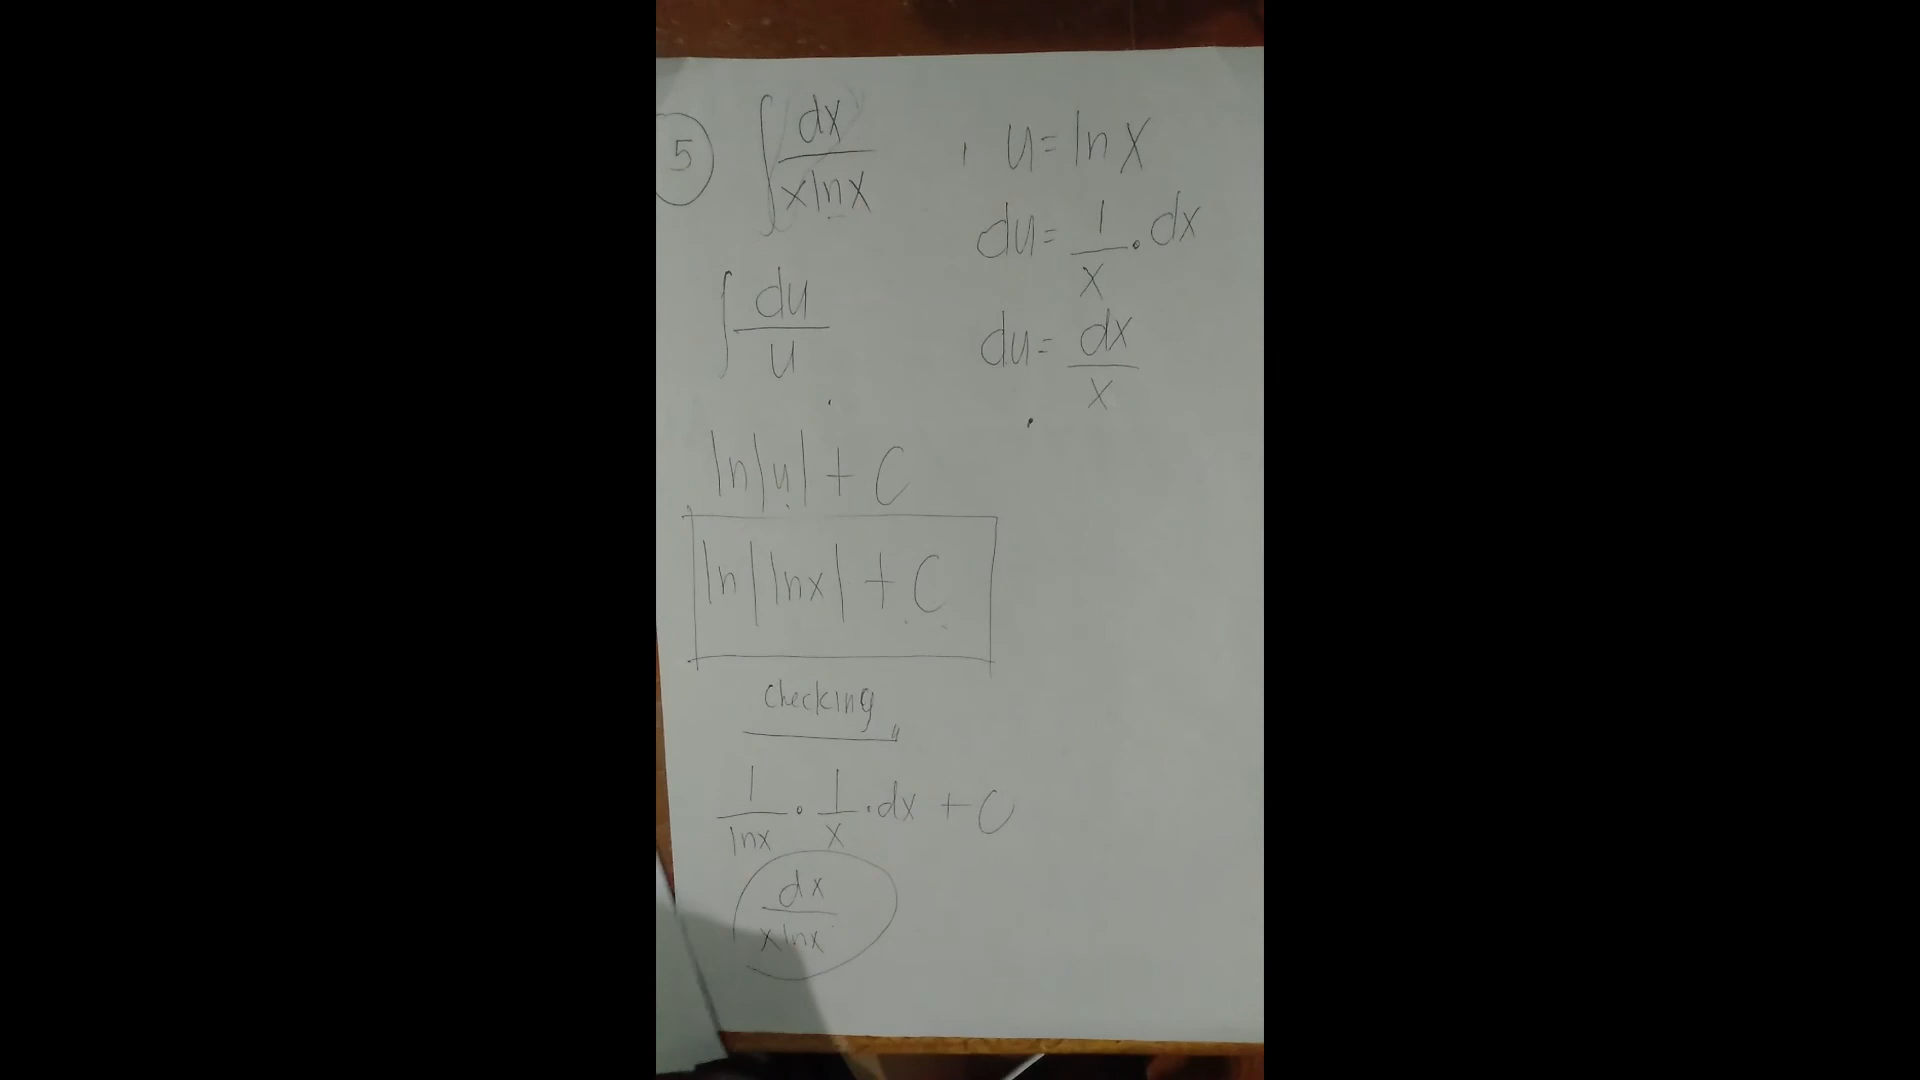 5 ∫ dx / x ln x , u = ln x
du = 1/x . dx
∫ du / u du = dx / x
ln |u| + C
ln |ln x| + C
Checking
1/ln x . 1/x . dx + C
dx / x ln x